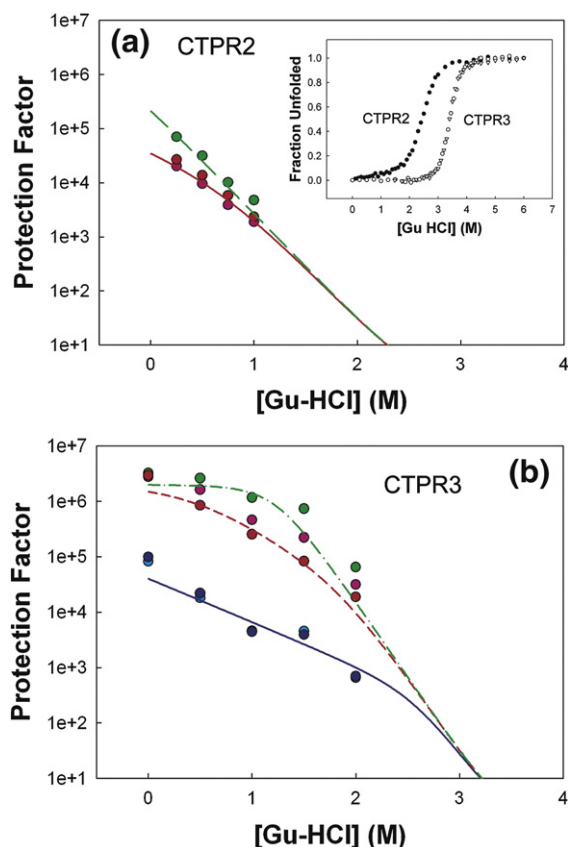 (a)
CTPR2
1e+7
1e+6
1e+5
1e+4
1e+3
1e+2
1e+1
Protection Factor
0 1 2 3 4
[Gu-HCl] (M)
Fraction Unfolded
1.0
0.8
0.6
0.4
0.2
0.0
CTPR2
CTPR3
0 1 2 3 4 5 6 7
[Gu HCl] (M)
(b)
CTPR3
1e+7
1e+6
1e+5
1e+4
1e+3
1e+2
1e+1
Protection Factor
0 1 2 3 4
[Gu-HCl] (M)